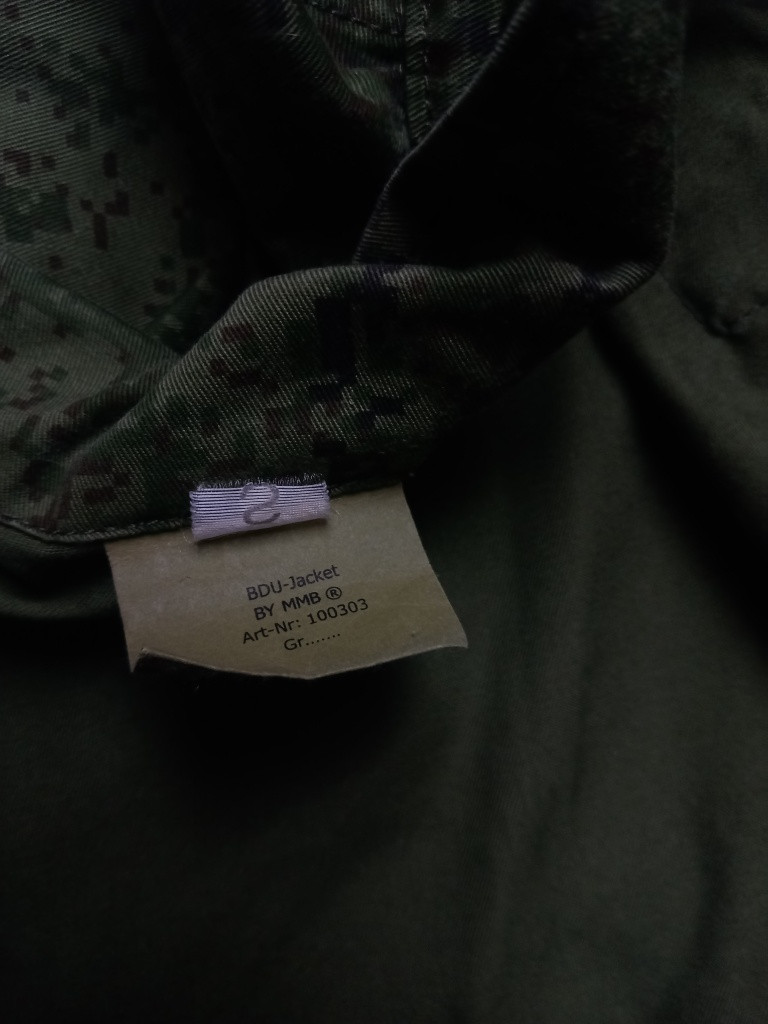 S
BDU-Jacket
BY MMB ®
Art-Nr: 100303
Gr.......